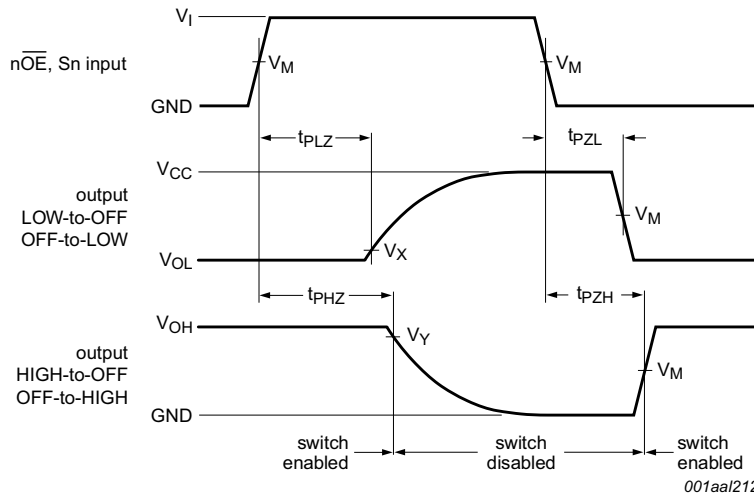 V_I
nO̅E̅, Sn input
V_M
V_M
GND
t_PLZ
t_PZL
V_CC
output
LOW-to-OFF
OFF-to-LOW
V_M
V_X
V_OL
t_PHZ
t_PZH
V_OH
V_Y
output
HIGH-to-OFF
OFF-to-HIGH
V_M
GND
switch
enabled
switch
disabled
switch
enabled
001aal212